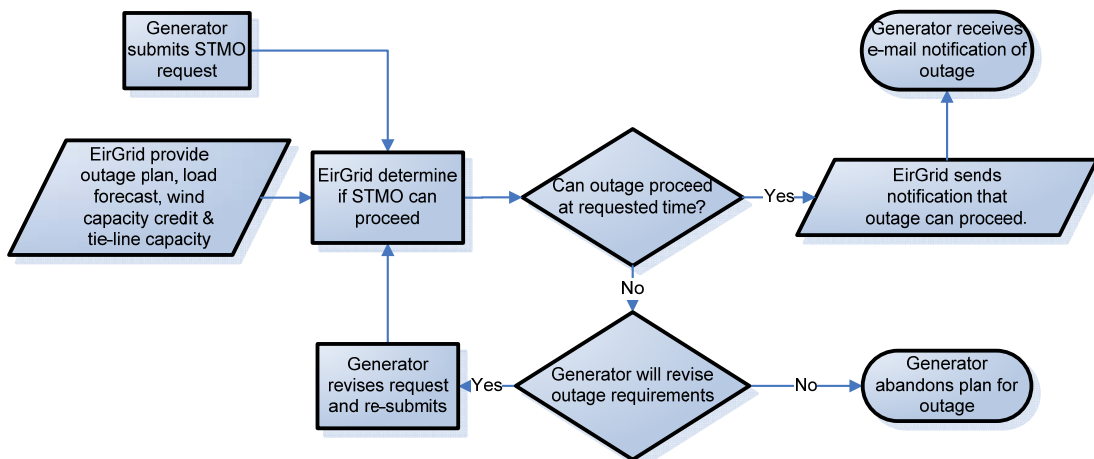 Generator
submits STMO
request
Generator receives
e-mail notification of
outage
EirGrid provide
outage plan, load
forecast, wind
capacity credit &
tie-line capacity
EirGrid determine
if STMO can
proceed
Can outage proceed
at requested time?
Yes
EirGrid sends
notification that
outage can proceed.
No
Generator
revises request
and re-submits
Yes
Generator will revise
outage requirements
No
Generator
abandons plan for
outage